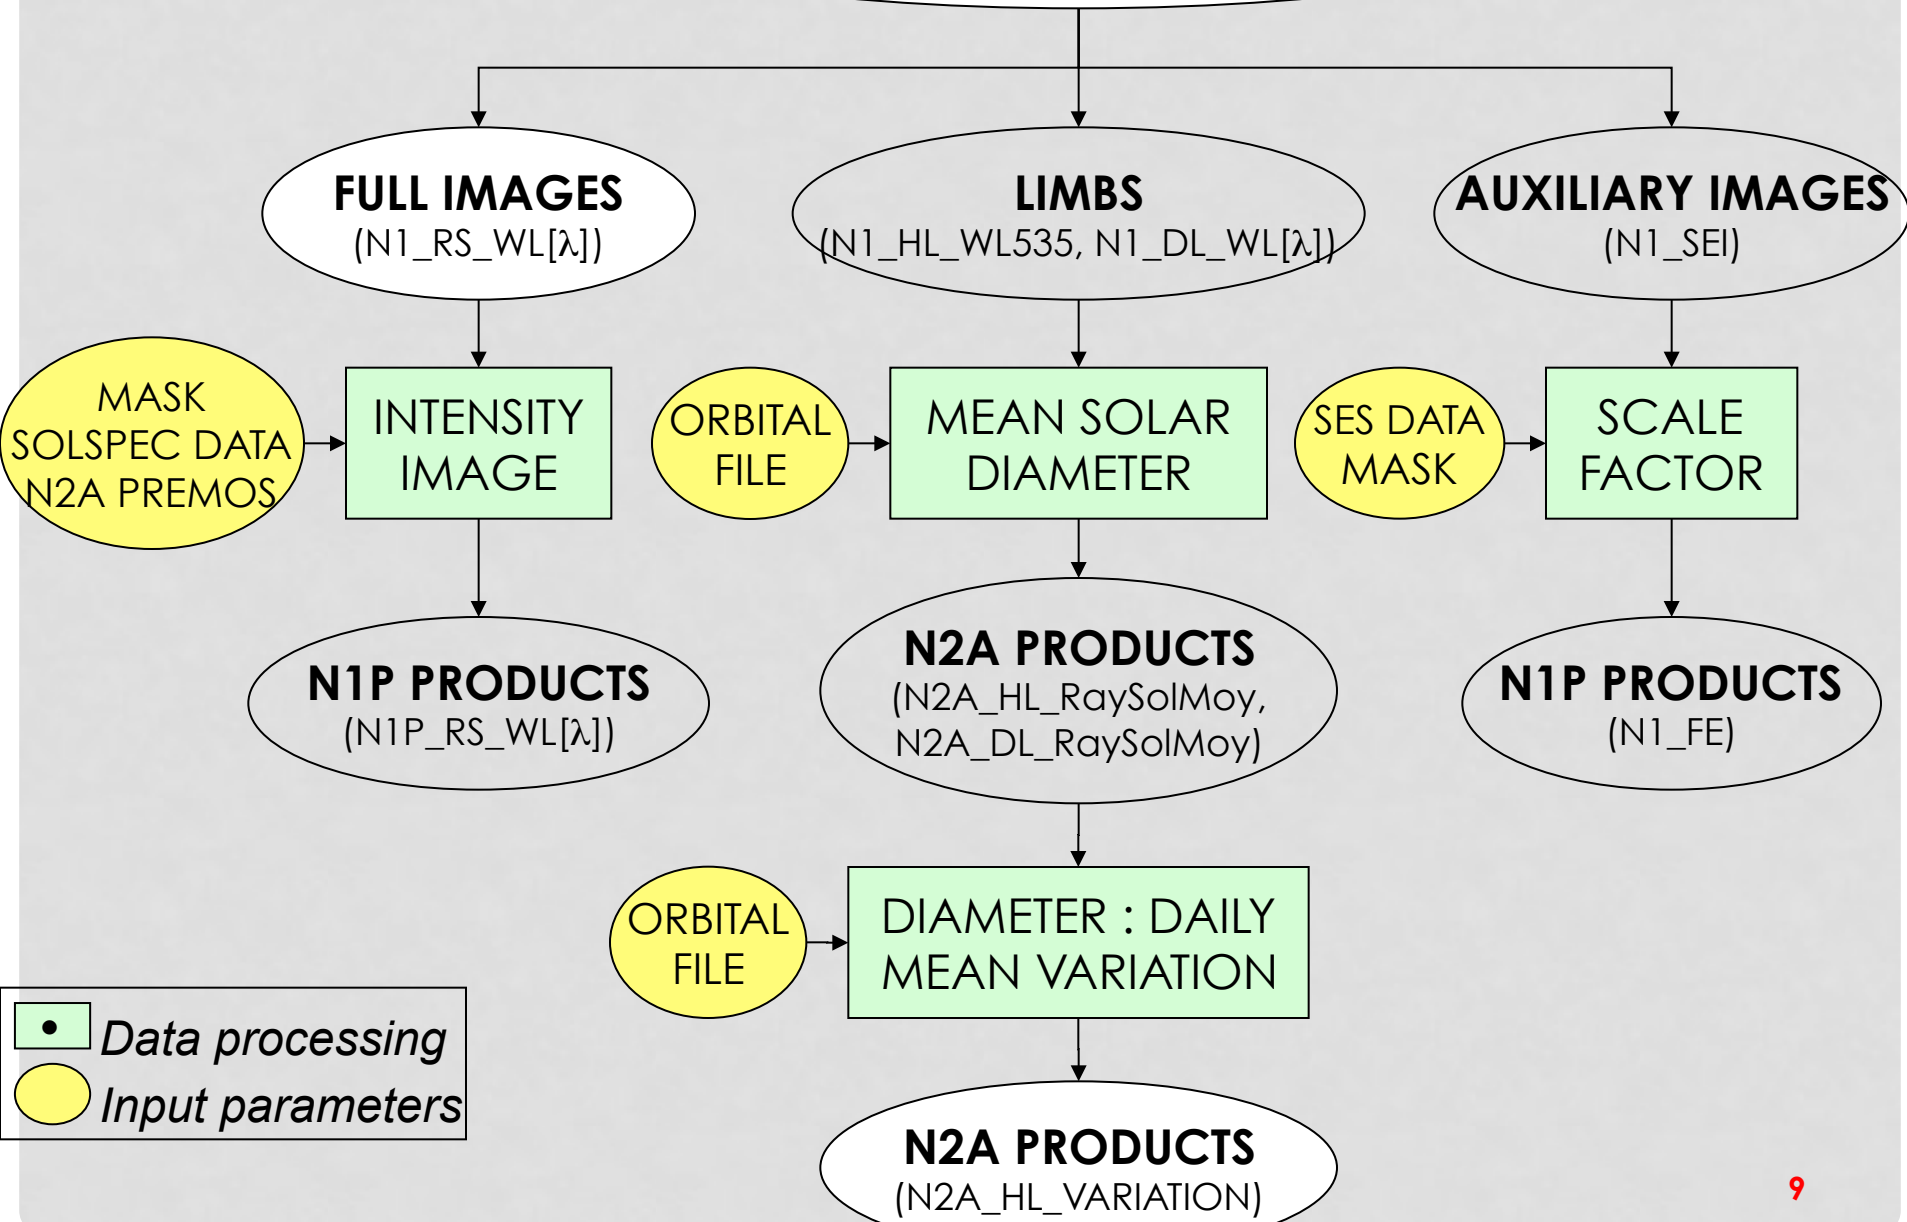 FULL IMAGES
(N1_RS_WL[λ])
LIMBS
(N1_HL_WL535, N1_DL_WL[λ])
AUXILIARY IMAGES
(N1_SEI)
MASK
SOLSPEC DATA
N2A PREMOS
INTENSITY
IMAGE
ORBITAL
FILE
MEAN SOLAR
DIAMETER
SES DATA
MASK
SCALE
FACTOR
N1P PRODUCTS
(N1P_RS_WL[λ])
N2A PRODUCTS
(N2A_HL_RaySolMoy,
N2A_DL_RaySolMoy)
N1P PRODUCTS
(N1_FE)
ORBITAL
FILE
DIAMETER : DAILY
MEAN VARIATION
• Data processing
Input parameters
N2A PRODUCTS
(N2A_HL_VARIATION)
9